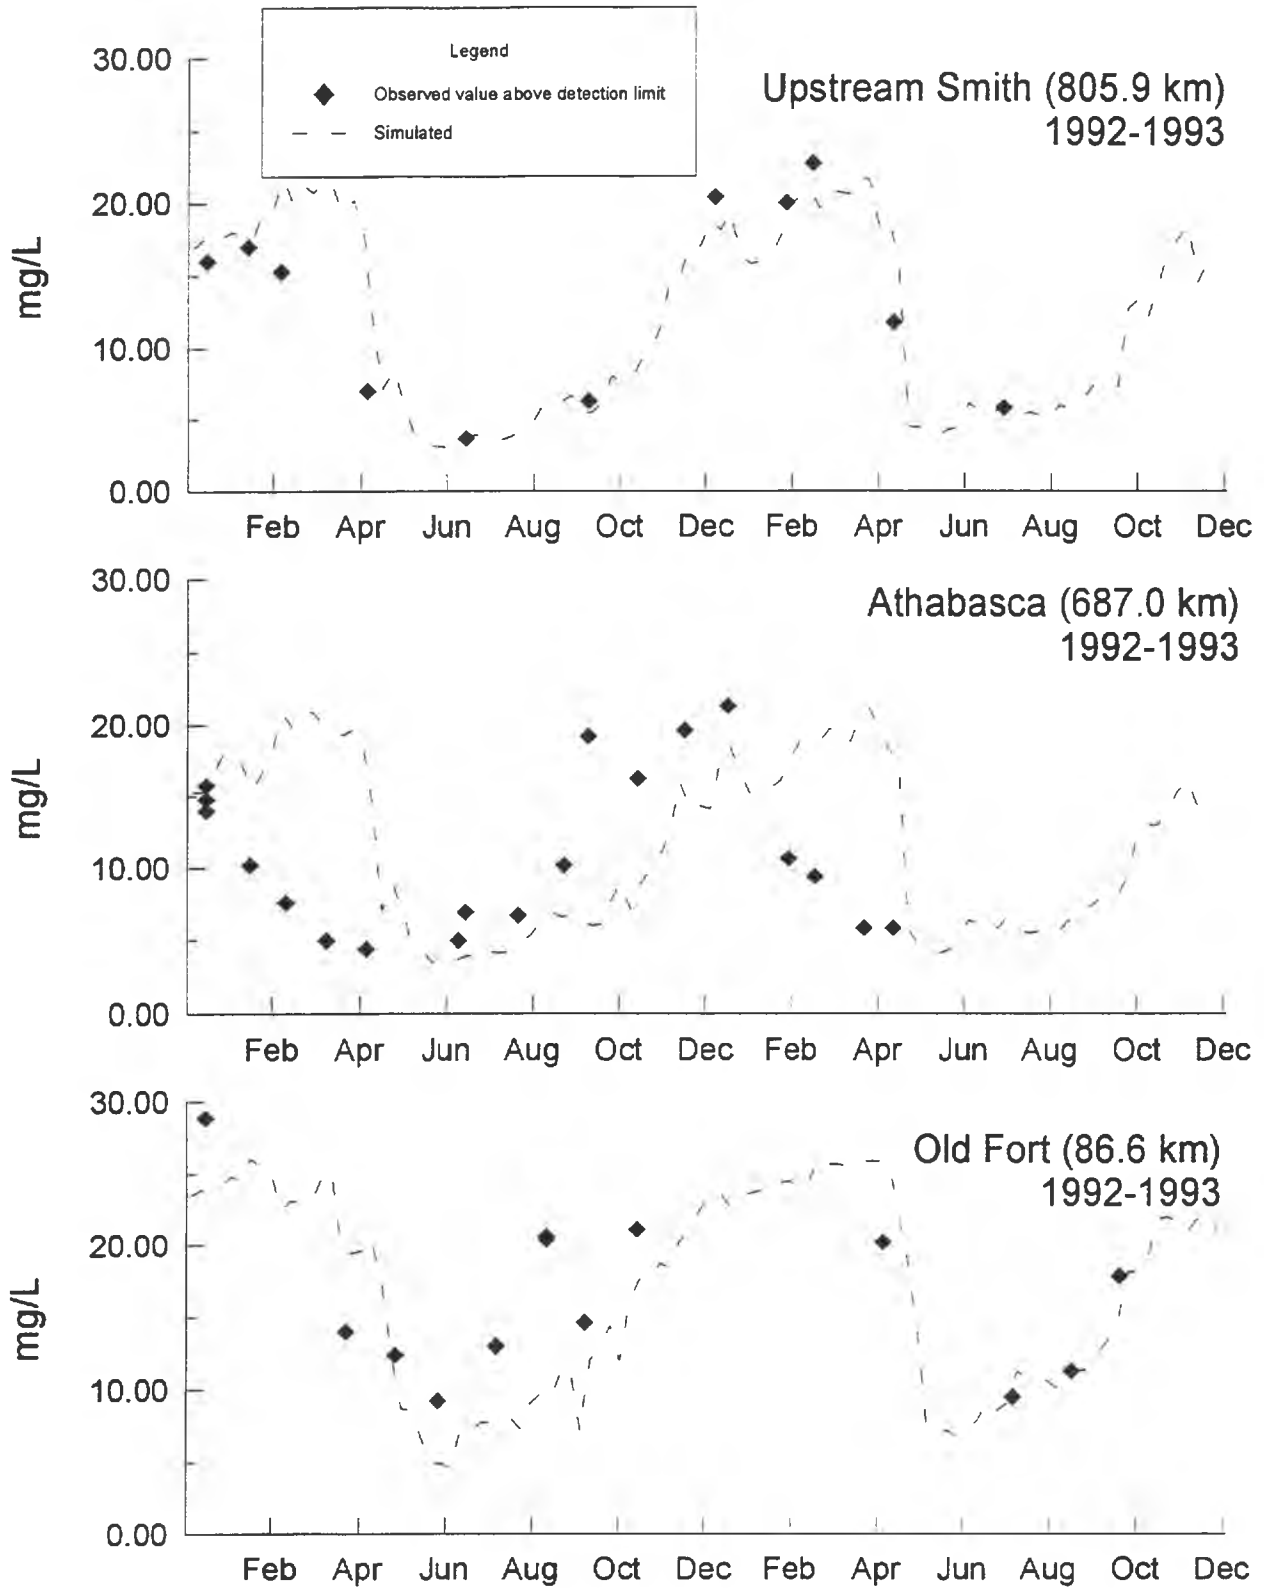 Legend
Observed value above detection limit
Simulated
Upstream Smith (805.9 km)
1992-1993
mg/L
30.00
20.00
10.00
0.00
Feb Apr Jun Aug Oct Dec Feb Apr Jun Aug Oct Dec
Athabasca (687.0 km)
1992-1993
mg/L
30.00
20.00
10.00
0.00
Feb Apr Jun Aug Oct Dec Feb Apr Jun Aug Oct Dec
Old Fort (86.6 km)
1992-1993
mg/L
30.00
20.00
10.00
0.00
Feb Apr Jun Aug Oct Dec Feb Apr Jun Aug Oct Dec